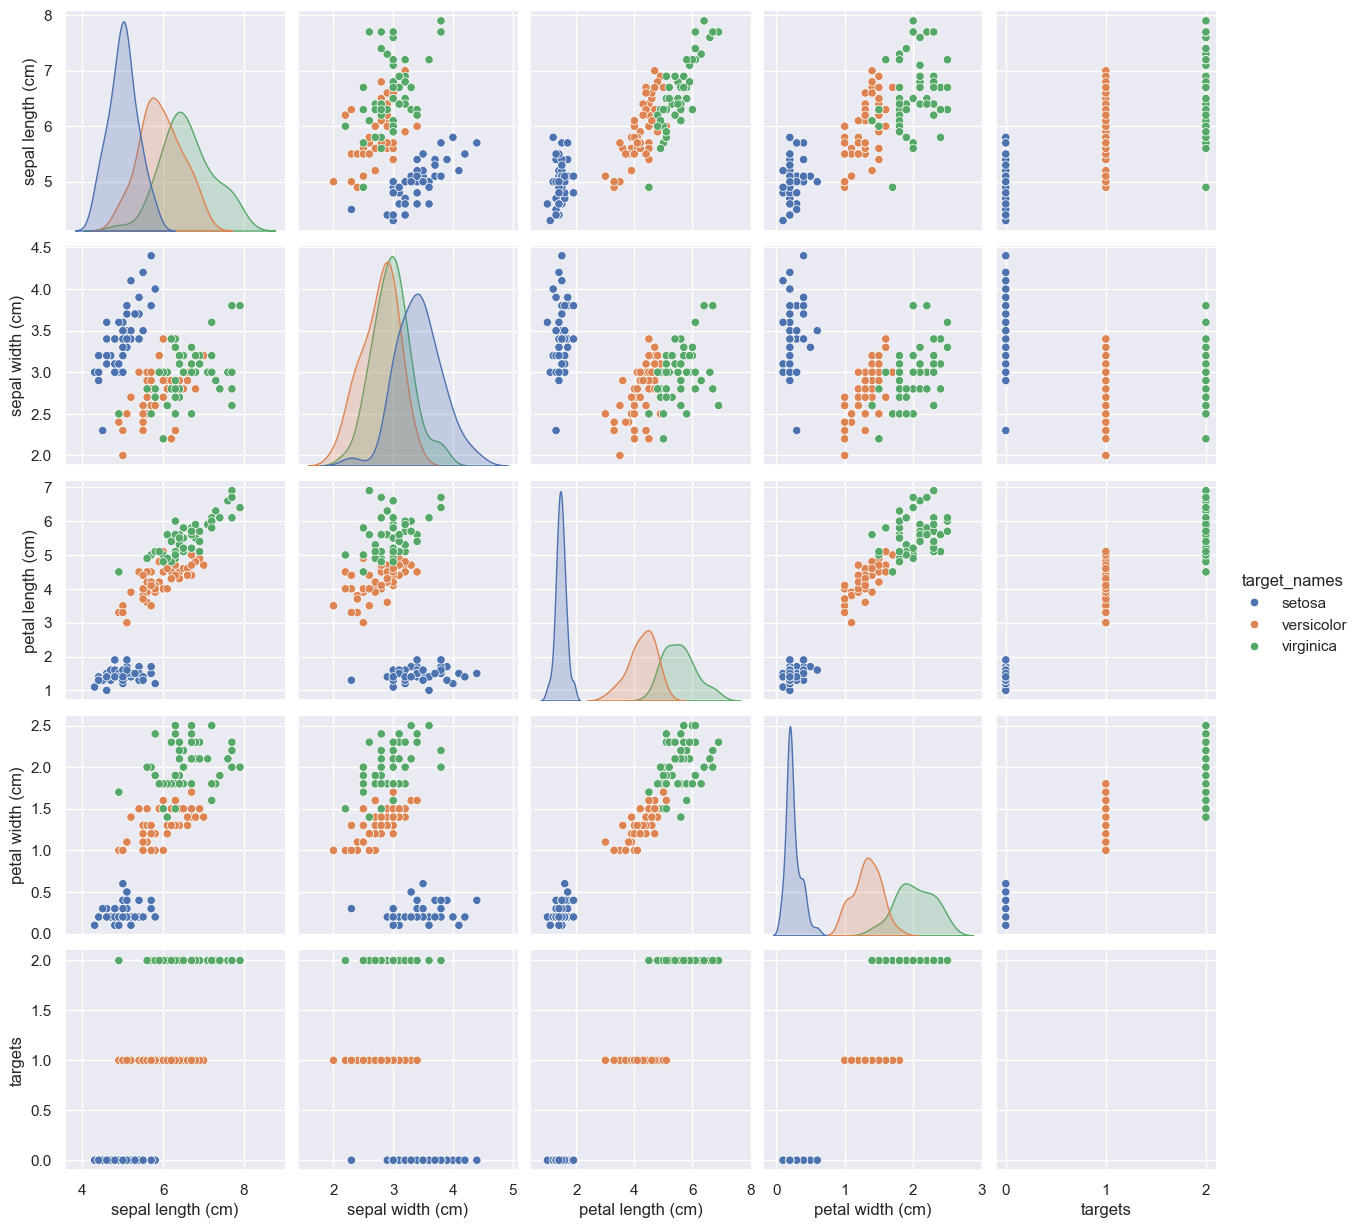 8
7
6
5
sepal length (cm)
4.5
4.0
3.5
3.0
2.5
2.0
sepal width (cm)
7
6
5
4
3
2
1
petal length (cm)
target_names
setosa
versicolor
virginica
2.5
2.0
1.5
1.0
0.5
0.0
petal width (cm)
2.0
1.5
1.0
0.5
0.0
targets
4 6 8
2 3 4 5
2 4 6 8
0 1 2 3
0 1 2
sepal length (cm)
sepal width (cm)
petal length (cm)
petal width (cm)
targets